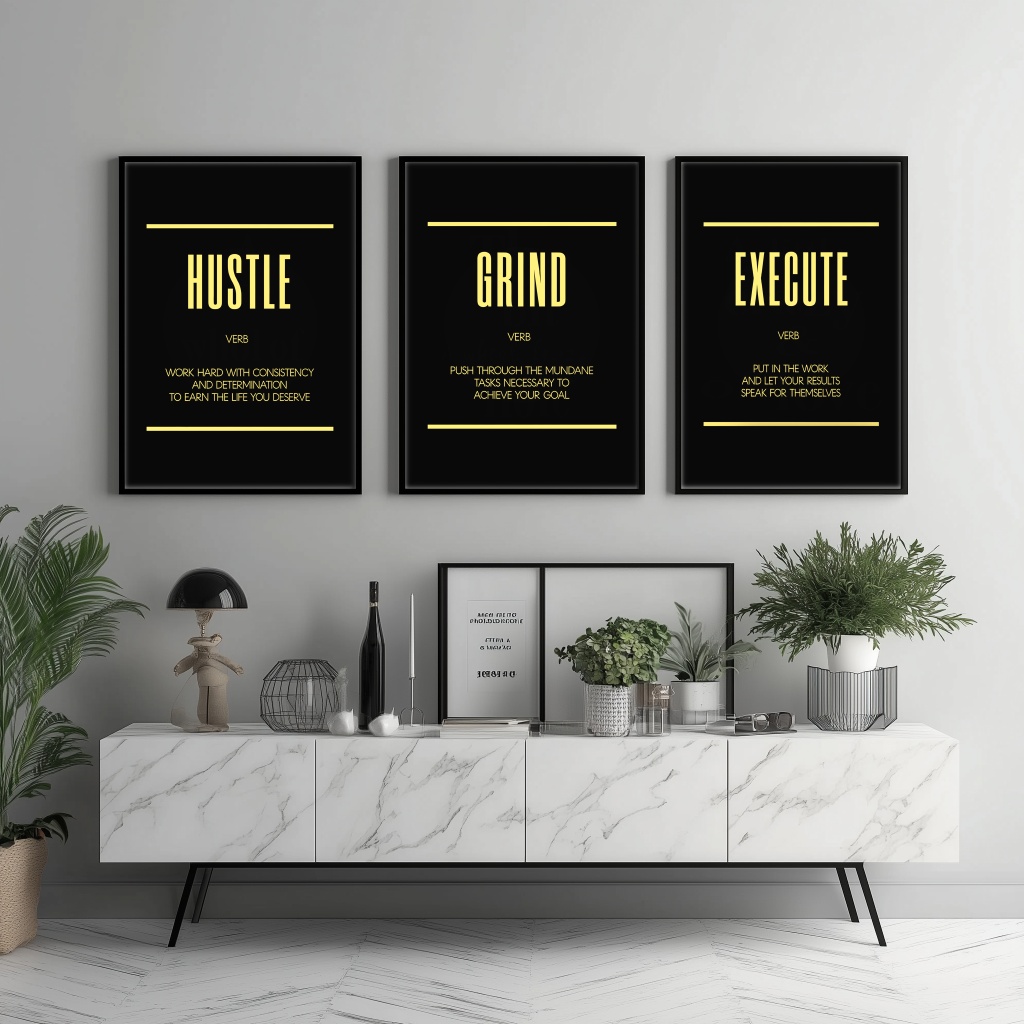 HUSTLE
VERB
WORK HARD WITH CONSISTENCY
AND DETERMINATION
TO EARN THE LIFE YOU DESERVE
GRIND
VERB
PUSH THROUGH THE MUNDANE
TASKS NECESSARY TO
ACHIEVE YOUR GOAL
EXECUTE
VERB
PUT IN THE WORK
AND LET YOUR RESULTS
SPEAK FOR THEMSELVES